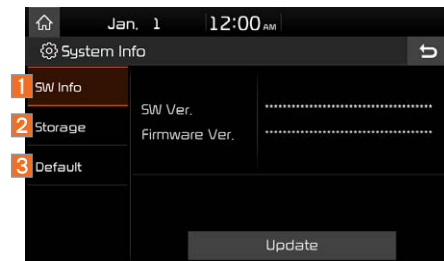 Jan. 1 12:00 AM
System Info
1 SW Info
SW Ver. ************************************
2 Storage
Firmware Ver. ************************************
3 Default
Update